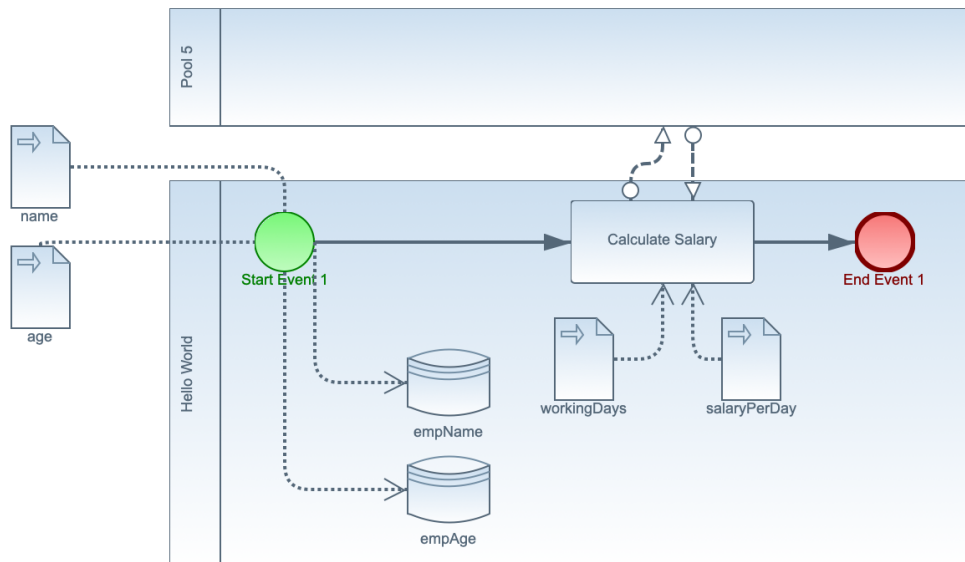 Pool 5
name
Calculate Salary
Start Event 1
End Event 1
age
Hello World
workingDays
salaryPerDay
empName
empAge